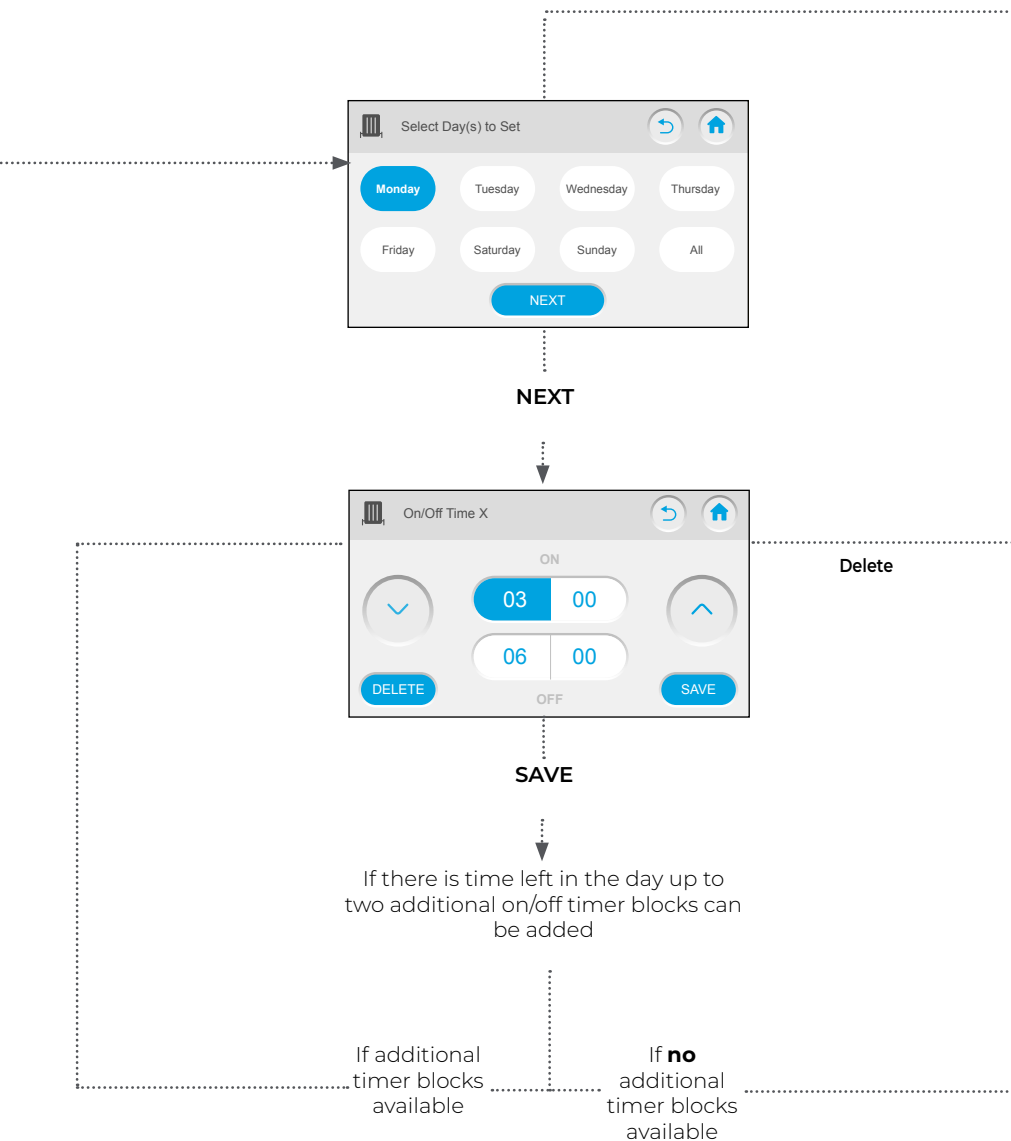 Select Day(s) to Set
Monday Tuesday Wednesday Thursday
Friday Saturday Sunday All
NEXT
NEXT
On/Off Time X
ON
03 00
06 00
DELETE
SAVE
OFF
Delete
SAVE
If there is time left in the day up to
two additional on/off timer blocks can
be added
If additional
timer blocks
available
If no
additional
timer blocks
available